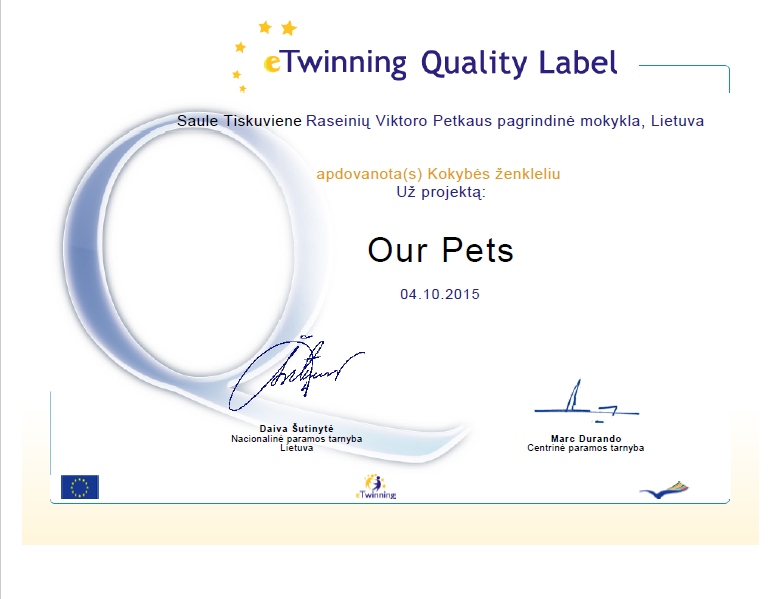 eTwinning Quality Label
Saule Tiskuviene Raseinių Viktoro Petkaus pagrindinė mokykla, Lietuva
apdovanota(s) Kokybės ženkleliu
Už projektą:
Our Pets
04.10.2015
Daiva Šutinytė
Nacionalinė paramos tarnyba
Lietuva
Marc Durando
Centrinė paramos tarnyba
eTwinning